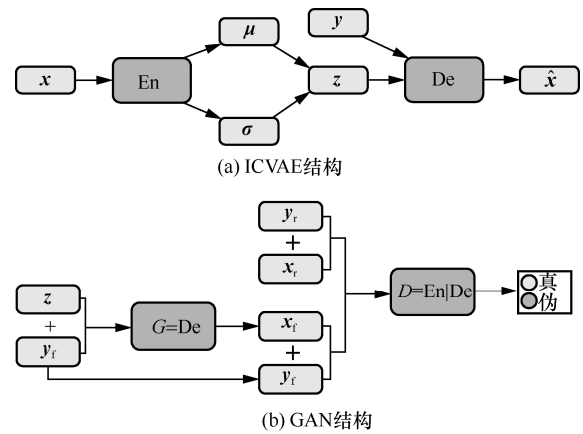 μ
y
x
En
z
De
x̂
σ
(a) ICVAE结构
y_r
+
x_r
z
+
y_f
G=De
x_f
+
y_f
D=En|De
真
伪
(b) GAN结构